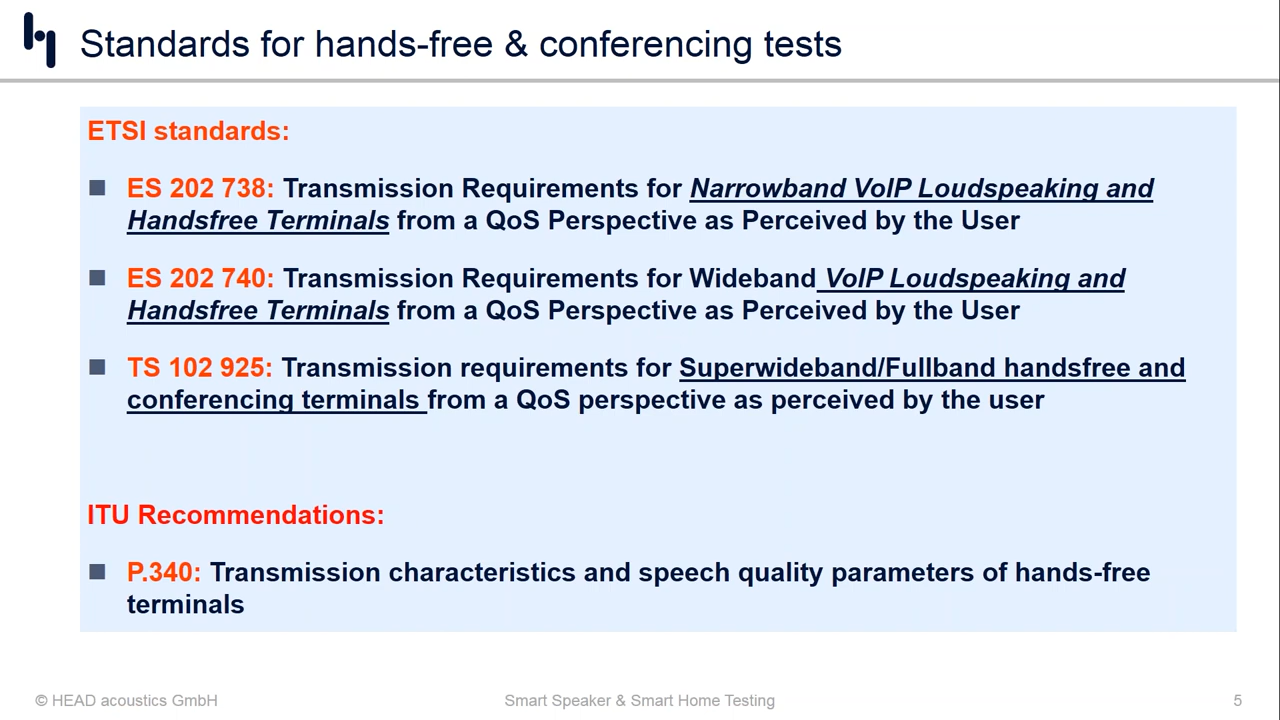 Standards for hands-free & conferencing tests
ETSI standards:
ES 202 738: Transmission Requirements for Narrowband VoIP Loudspeaking and
Handsfree Terminals from a QoS Perspective as Perceived by the User
ES 202 740: Transmission Requirements for Wideband VoIP Loudspeaking and
Handsfree Terminals from a QoS Perspective as Perceived by the User
TS 102 925: Transmission requirements for Superwideband/Fullband handsfree and
conferencing terminals from a QoS perspective as perceived by the user
ITU Recommendations:
P.340: Transmission characteristics and speech quality parameters of hands-free
terminals
© HEAD acoustics GmbH
Smart Speaker & Smart Home Testing
5